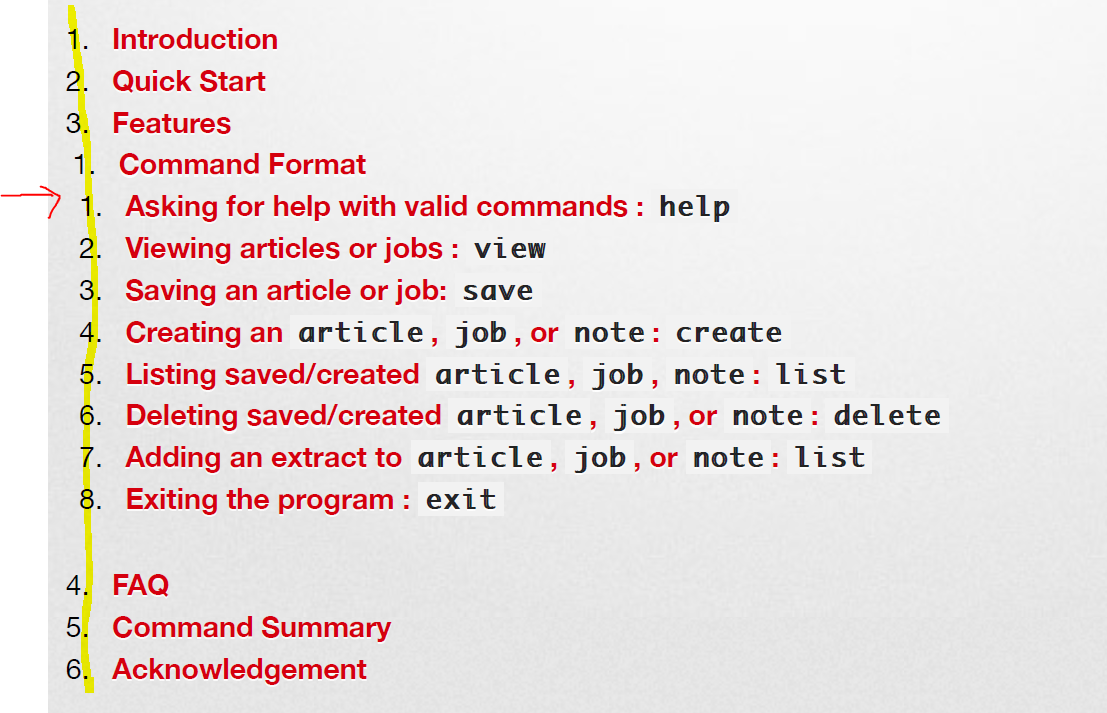 1. Introduction
2. Quick Start
3. Features
1. Command Format
1. Asking for help with valid commands : help
2. Viewing articles or jobs : view
3. Saving an article or job: save
4. Creating an article, job, or note: create
5. Listing saved/created article, job, note: list
6. Deleting saved/created article, job, or note: delete
7. Adding an extract to article, job, or note: list
8. Exiting the program : exit
4. FAQ
5. Command Summary
6. Acknowledgement